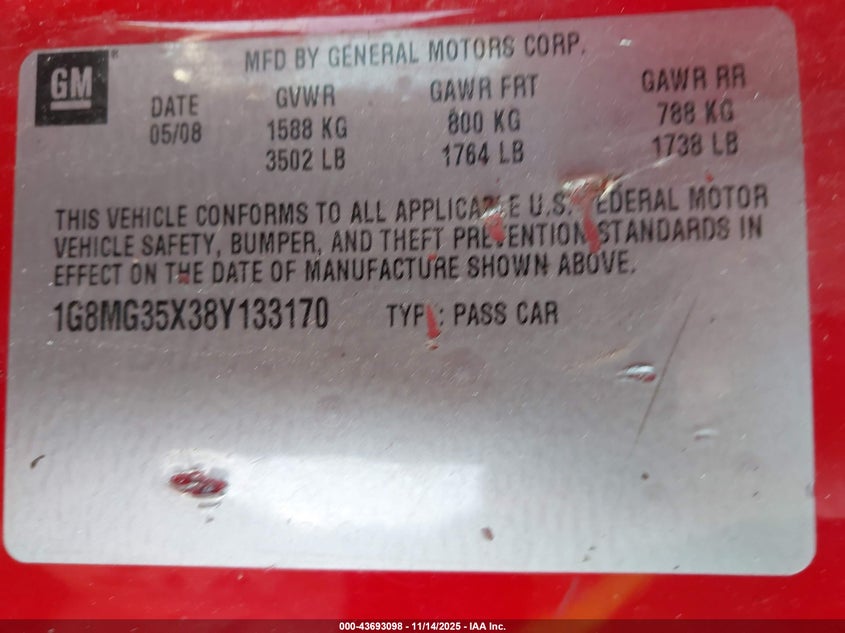 GM®
MFD BY GENERAL MOTORS CORP.
DATE GVWR GAWR FRT GAWR RR
05/08 1588 KG 800 KG 788 KG
3502 LB 1764 LB 1738 LB
THIS VEHICLE CONFORMS TO ALL APPLICABLE U.S. FEDERAL MOTOR
VEHICLE SAFETY, BUMPER, AND THEFT PREVENTION STANDARDS IN
EFFECT ON THE DATE OF MANUFACTURE SHOWN ABOVE.
1G8MG35X38Y133170 TYPE: PASS CAR
000-43693098 - 11/14/2025 - IAA Inc.